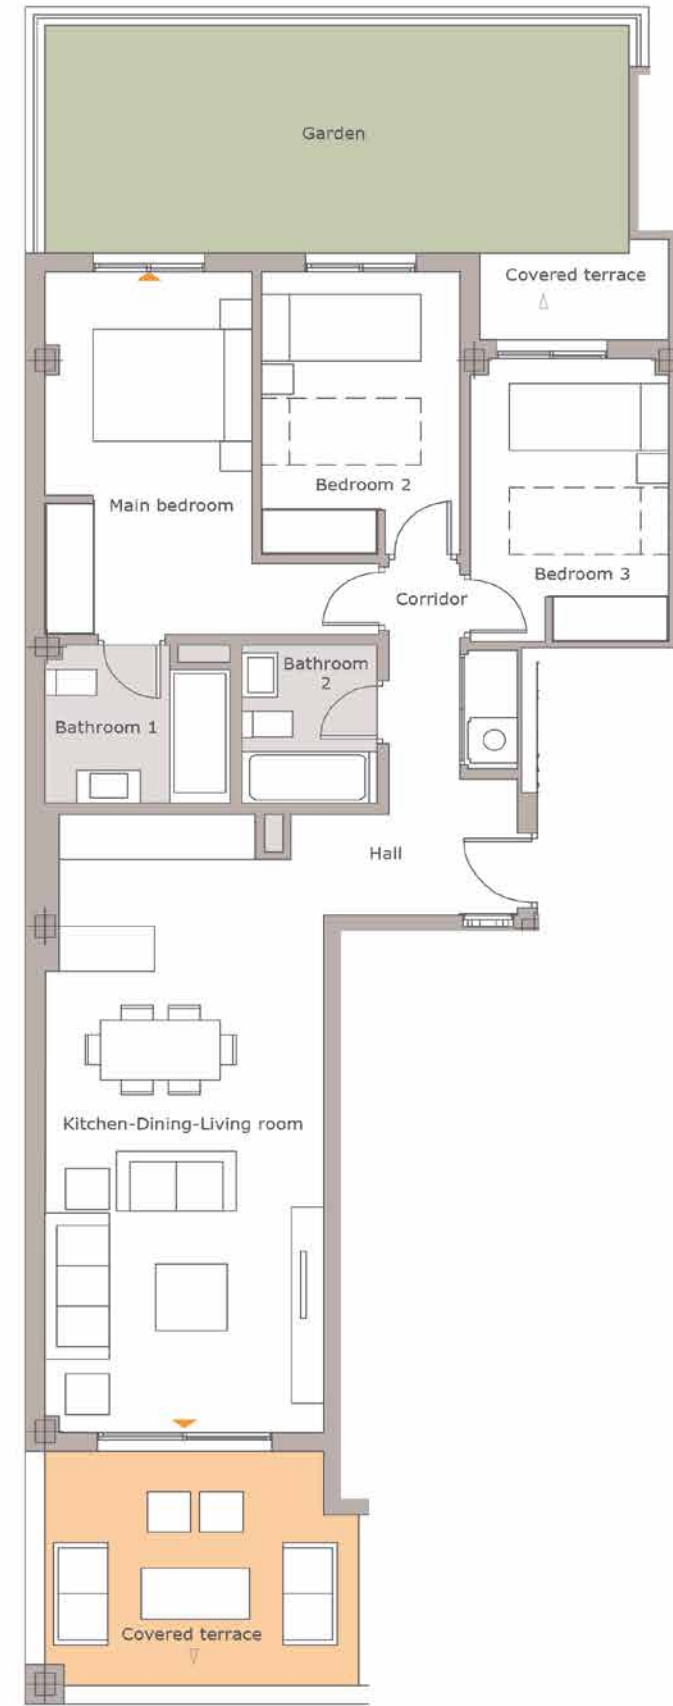 Garden
Covered terrace
Bedroom 2
Main bedroom
Bedroom 3
Corridor
Bathroom
2
Bathroom 1
Hall
Kitchen-Dining-Living room
Covered terrace